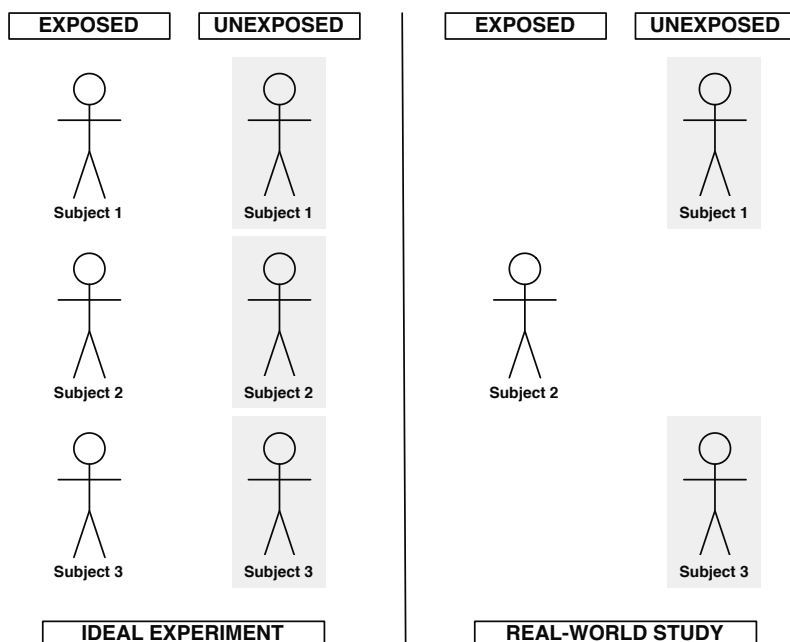 EXPOSED
UNEXPOSED
EXPOSED
UNEXPOSED
Subject 1
Subject 1
Subject 1
Subject 2
Subject 2
Subject 2
Subject 3
Subject 3
Subject 3
IDEAL EXPERIMENT
REAL-WORLD STUDY